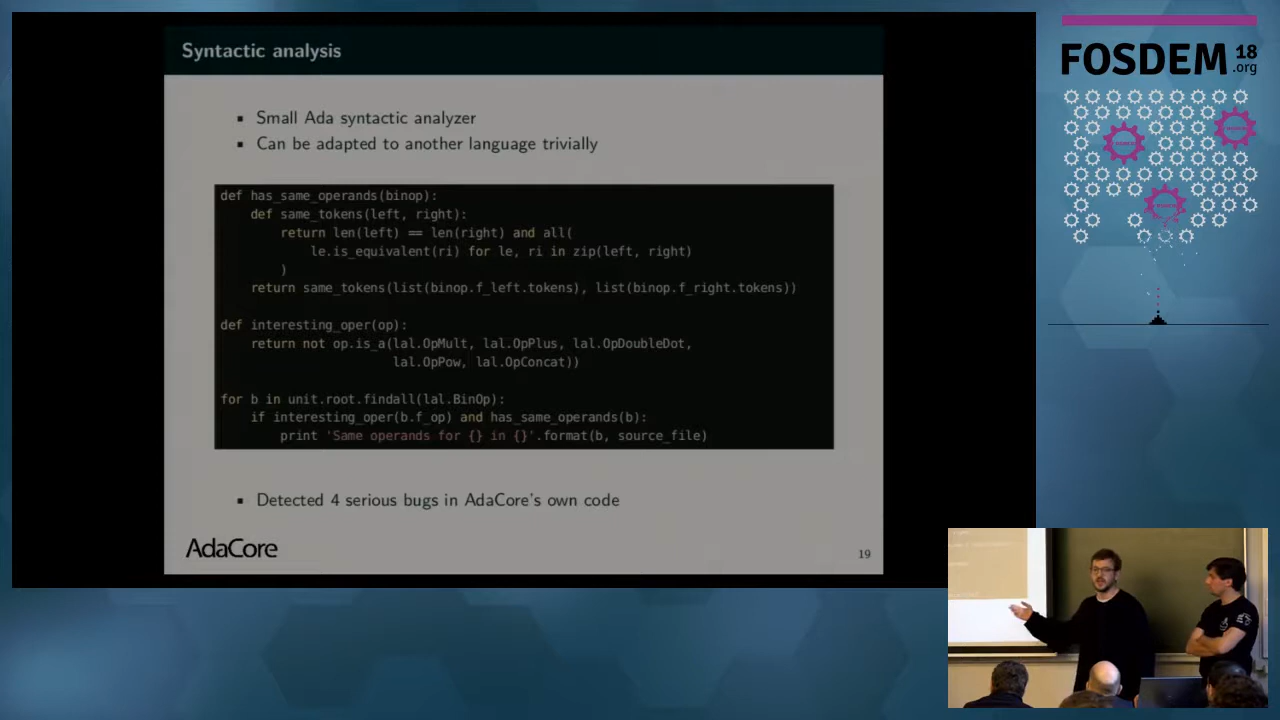 Syntactic analysis
▪ Small Ada syntactic analyzer
▪ Can be adapted to another language trivially
def has_same_operands(binop):
    def same_tokens(left, right):
        return len(left) == len(right) and all(
            le.is_equivalent(ri) for le, ri in zip(left, right)
        )
    return same_tokens(list(binop.f_left.tokens), list(binop.f_right.tokens))
def interesting_oper(op):
    return not op.is_a(lal.OpMult, lal.OpPlus, lal.OpDoubleDot,
                       lal.OpPow, lal.OpConcat))
for b in unit.root.findall(lal.BinOp):
    if interesting_oper(b.f_op) and has_same_operands(b):
        print 'Same operands for {} in {}'.format(b, source_file)
▪ Detected 4 serious bugs in AdaCore's own code
AdaCore
19
FOSDEM 18
.org